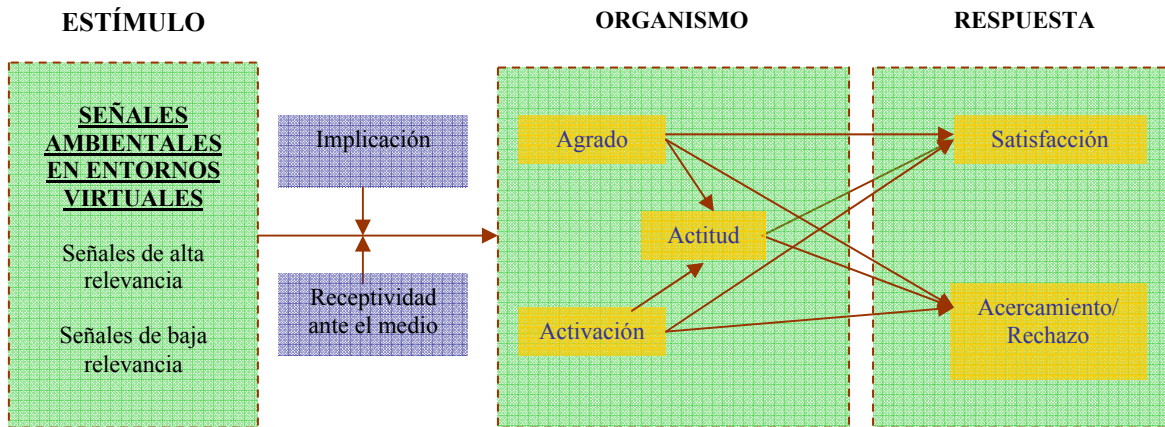 ESTÍMULO
ORGANISMO
RESPUESTA
SEÑALES
AMBIENTALES
EN ENTORNOS
VIRTUALES
Señales de alta
relevancia
Señales de baja
relevancia
Implicación
Receptividad
ante el medio
Agrado
Actitud
Activación
Satisfacción
Acercamiento/
Rechazo